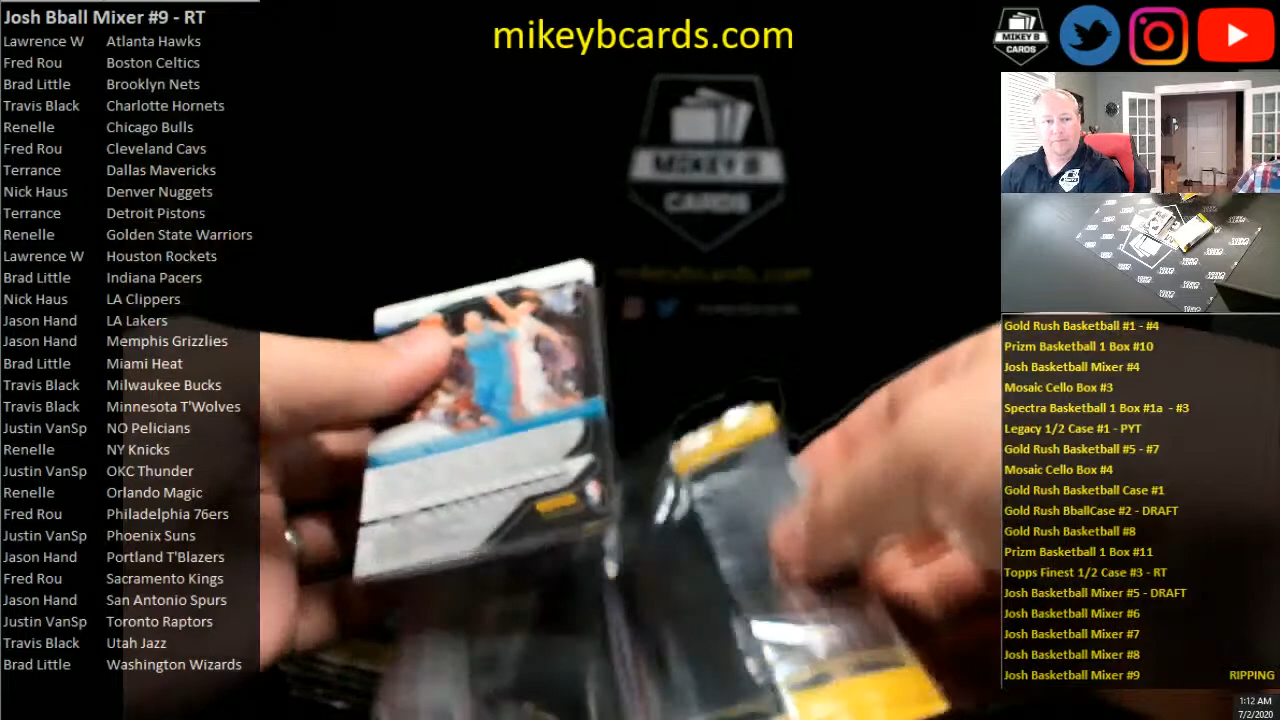 Josh Bball Mixer #9 - RT
Lawrence W Atlanta Hawks
Fred Rou Boston Celtics
Brad Little Brooklyn Nets
Travis Black Charlotte Hornets
Renelle Chicago Bulls
Fred Rou Cleveland Cavs
Terrance Dallas Mavericks
Nick Haus Denver Nuggets
Terrance Detroit Pistons
Renelle Golden State Warriors
Lawrence W Houston Rockets
Brad Little Indiana Pacers
Nick Haus LA Clippers
Jason Hand LA Lakers
Jason Hand Memphis Grizzlies
Brad Little Miami Heat
Travis Black Milwaukee Bucks
Travis Black Minnesota T'Wolves
Justin VanSp NO Pelicians
Renelle NY Knicks
Justin VanSp OKC Thunder
Renelle Orlando Magic
Fred Rou Philadelphia 76ers
Justin VanSp Phoenix Suns
Jason Hand Portland T'Blazers
Fred Rou Sacramento Kings
Jason Hand San Antonio Spurs
Justin VanSp Toronto Raptors
Travis Black Utah Jazz
Brad Little Washington Wizards
mikeybcards.com
MIKEY B
CARDS
MIKEY B
CARDS
Gold Rush Basketball #1 - #4
Prizm Basketball 1 Box #10
Josh Basketball Mixer #4
Mosaic Cello Box #3
Spectra Basketball 1 Box #1a - #3
Legacy 1/2 Case #1 - PYT
Gold Rush Basketball #5 - #7
Mosaic Cello Box #4
Gold Rush Basketball Case #1
Gold Rush BballCase #2 - DRAFT
Gold Rush Basketball #8
Prizm Basketball 1 Box #11
Topps Finest 1/2 Case #3 - RT
Josh Basketball Mixer #5 - DRAFT
Josh Basketball Mixer #6
Josh Basketball Mixer #7
Josh Basketball Mixer #8
Josh Basketball Mixer #9 RIPPING
1:12 AM
7/2/2020